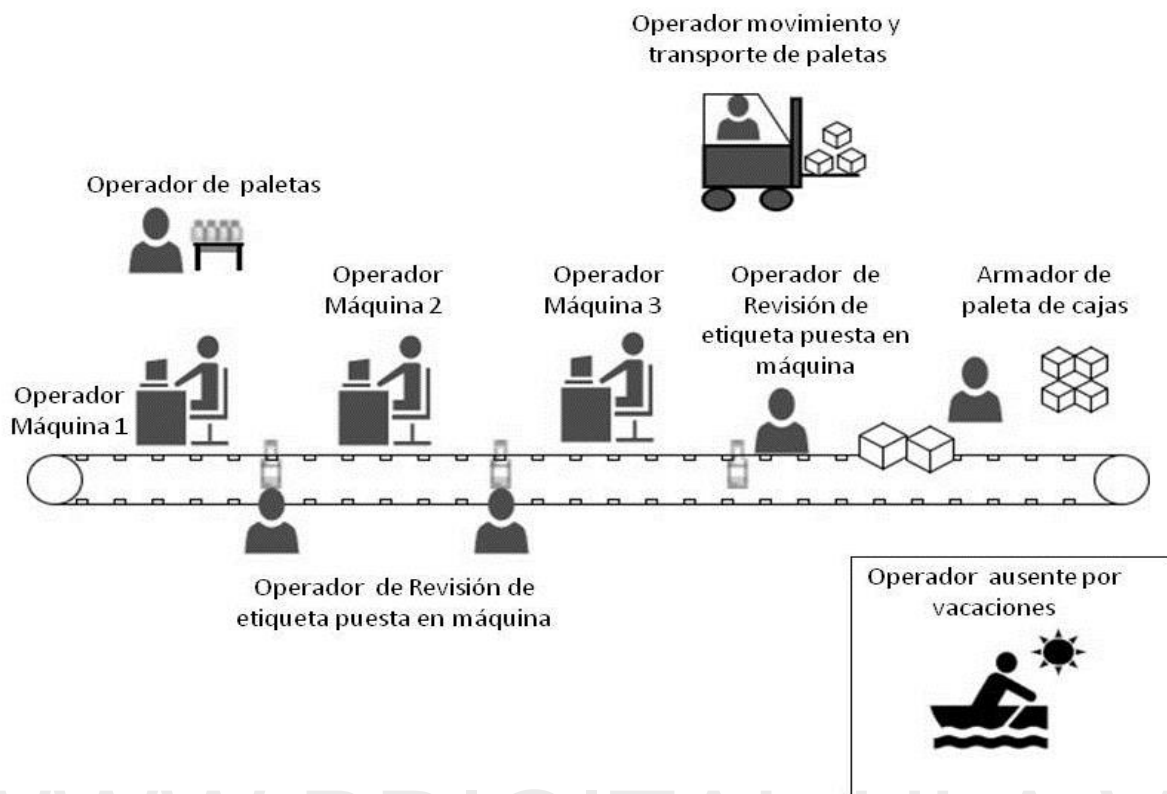 Operador movimiento y
transporte de paletas
Operador de paletas
Operador
Máquina 2
Operador
Máquina 3
Operador de
Revisión de
etiqueta puesta en
máquina
Armador de
paleta de cajas
Operador
Máquina 1
Operador de Revisión de
etiqueta puesta en máquina
Operador ausente por
vacaciones